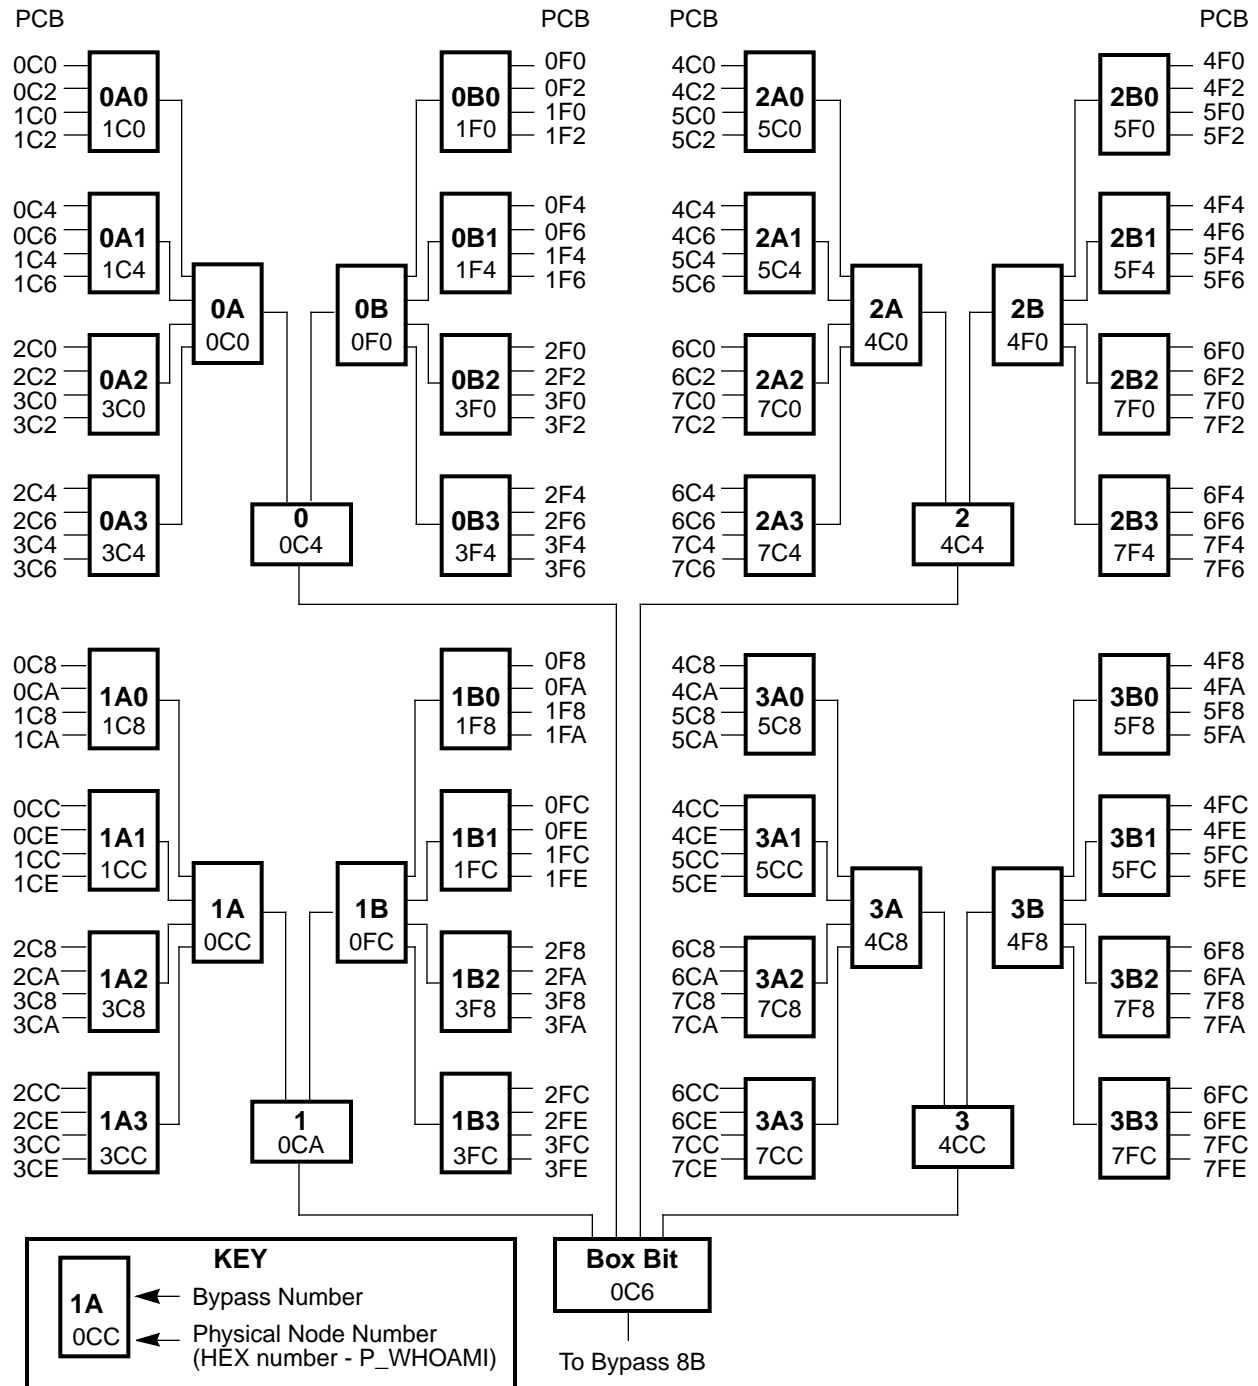 PCB PCB PCB PCB
0C0
0C2
1C0
1C2
0A0
1C0
0B0
1F0
0F0
0F2
1F0
1F2
4C0
4C2
5C0
5C2
2A0
5C0
2B0
5F0
4F0
4F2
5F0
5F2
0C4
0C6
1C4
1C6
0A1
1C4
0B1
1F4
0F4
0F6
1F4
1F6
4C4
4C6
5C4
5C6
2A1
5C4
2B1
5F4
4F4
4F6
5F4
5F6
0A
0C0
0B
0F0
2A
4C0
2B
4F0
2C0
2C2
3C0
3C2
0A2
3C0
0B2
3F0
2F0
2F2
3F0
3F2
6C0
6C2
7C0
7C2
2A2
7C0
2B2
7F0
6F0
6F2
7F0
7F2
2C4
2C6
3C4
3C6
0A3
3C4
0
0C4
0B3
3F4
2F4
2F6
3F4
3F6
6C4
6C6
7C4
7C6
2A3
7C4
2
4C4
2B3
7F4
6F4
6F6
7F4
7F6
0C8
0CA
1C8
1CA
1A0
1C8
1B0
1F8
0F8
0FA
1F8
1FA
4C8
4CA
5C8
5CA
3A0
5C8
3B0
5F8
4F8
4FA
5F8
5FA
0CC
0CE
1CC
1CE
1A1
1CC
1B1
1FC
0FC
0FE
1FC
1FE
4CC
4CE
5CC
5CE
3A1
5CC
3B1
5FC
4FC
4FE
5FC
5FE
1A
0CC
1B
0FC
3A
4C8
3B
4F8
2C8
2CA
3C8
3CA
1A2
3C8
1B2
3F8
2F8
2FA
3F8
3FA
6C8
6CA
7C8
7CA
3A2
7C8
3B2
7F8
6F8
6FA
7F8
7FA
2CC
2CE
3CC
3CE
1A3
3CC
1
0CA
1B3
3FC
2FC
2FE
3FC
3FE
6CC
6CE
7CC
7CE
3A3
7CC
3
4CC
3B3
7FC
6FC
6FE
7FC
7FE
KEY
1A
0CC
Bypass Number
Physical Node Number
(HEX number - P_WHOAMI)
Box Bit
0C6
To Bypass 8B